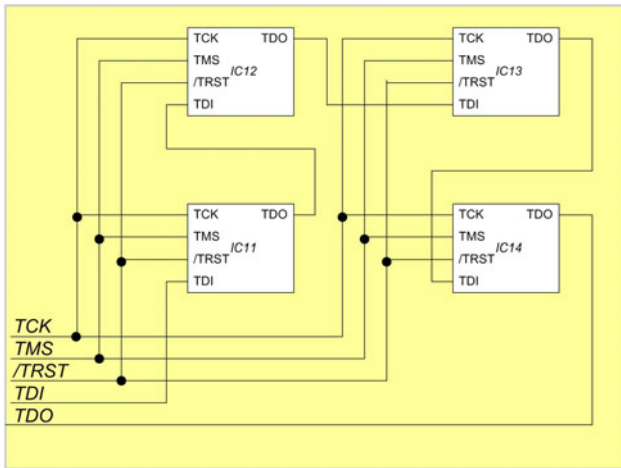 TCK TDO
TMS
IC12
/TRST
TDI
TCK TDO
TMS
IC13
/TRST
TDI
TCK TDO
TMS
IC11
/TRST
TDI
TCK TDO
TMS
IC14
/TRST
TDI
TCK
TMS
/TRST
TDI
TDO